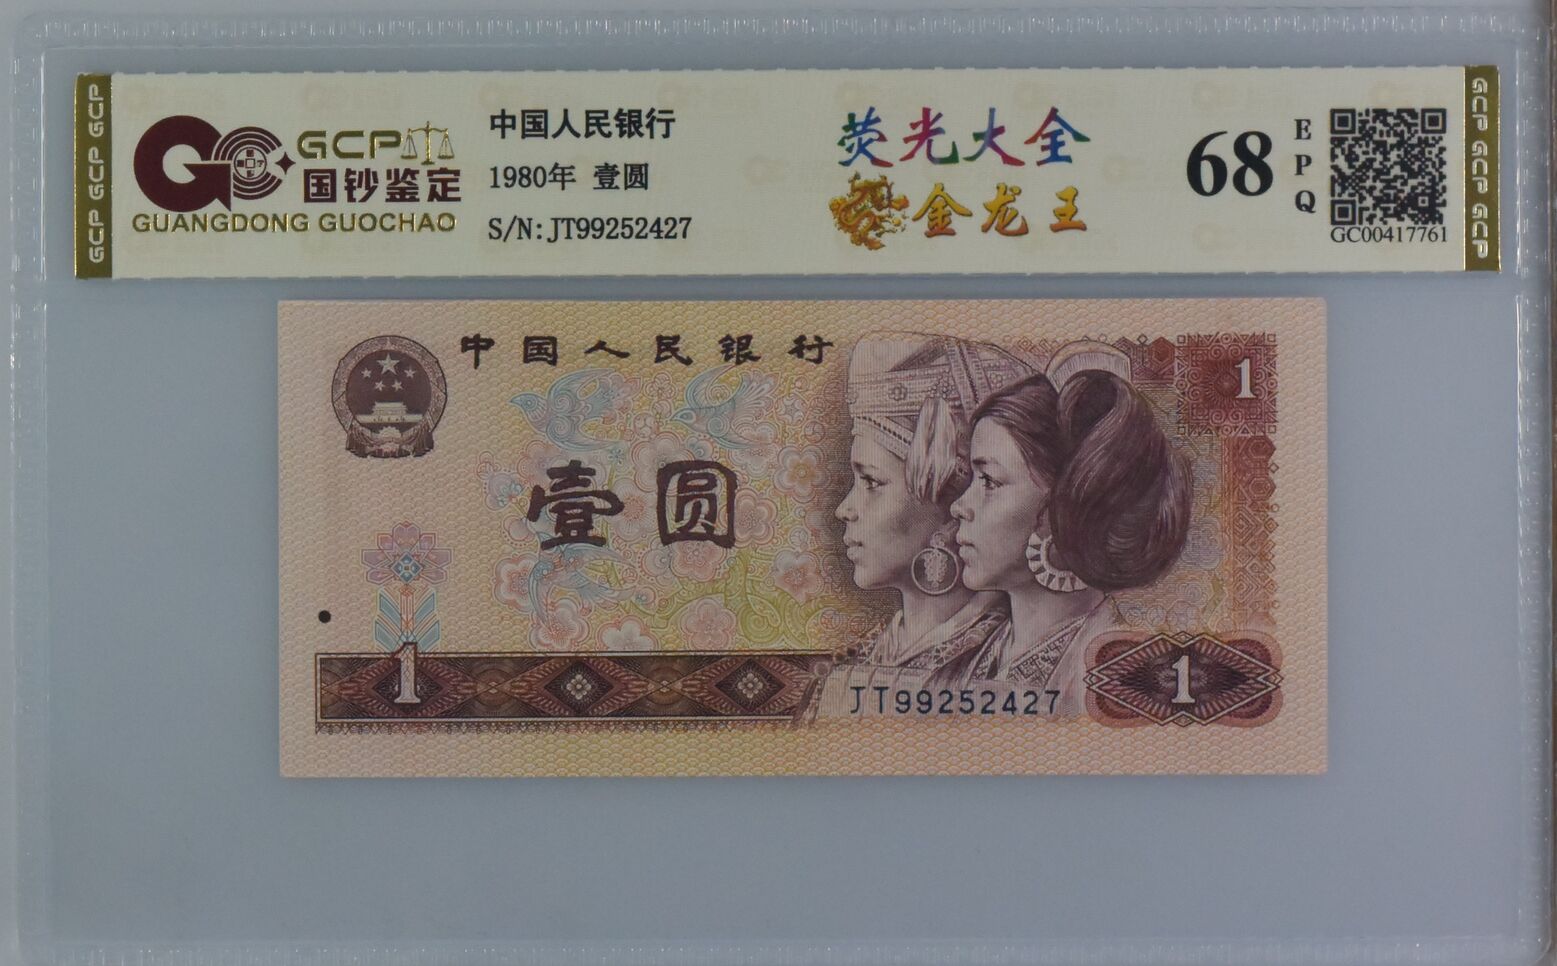 GCP GCP GCP
GCP
国钞鉴定
GUANGDONG GUOCHAO
中国人民银行
1980年 壹圆
S/N:JT99252427
荧光大全
金龙王
68
EPQ
GC00417761
GCP GCP GCP
中国人民银行
1
壹圆
1
JT99252427
1